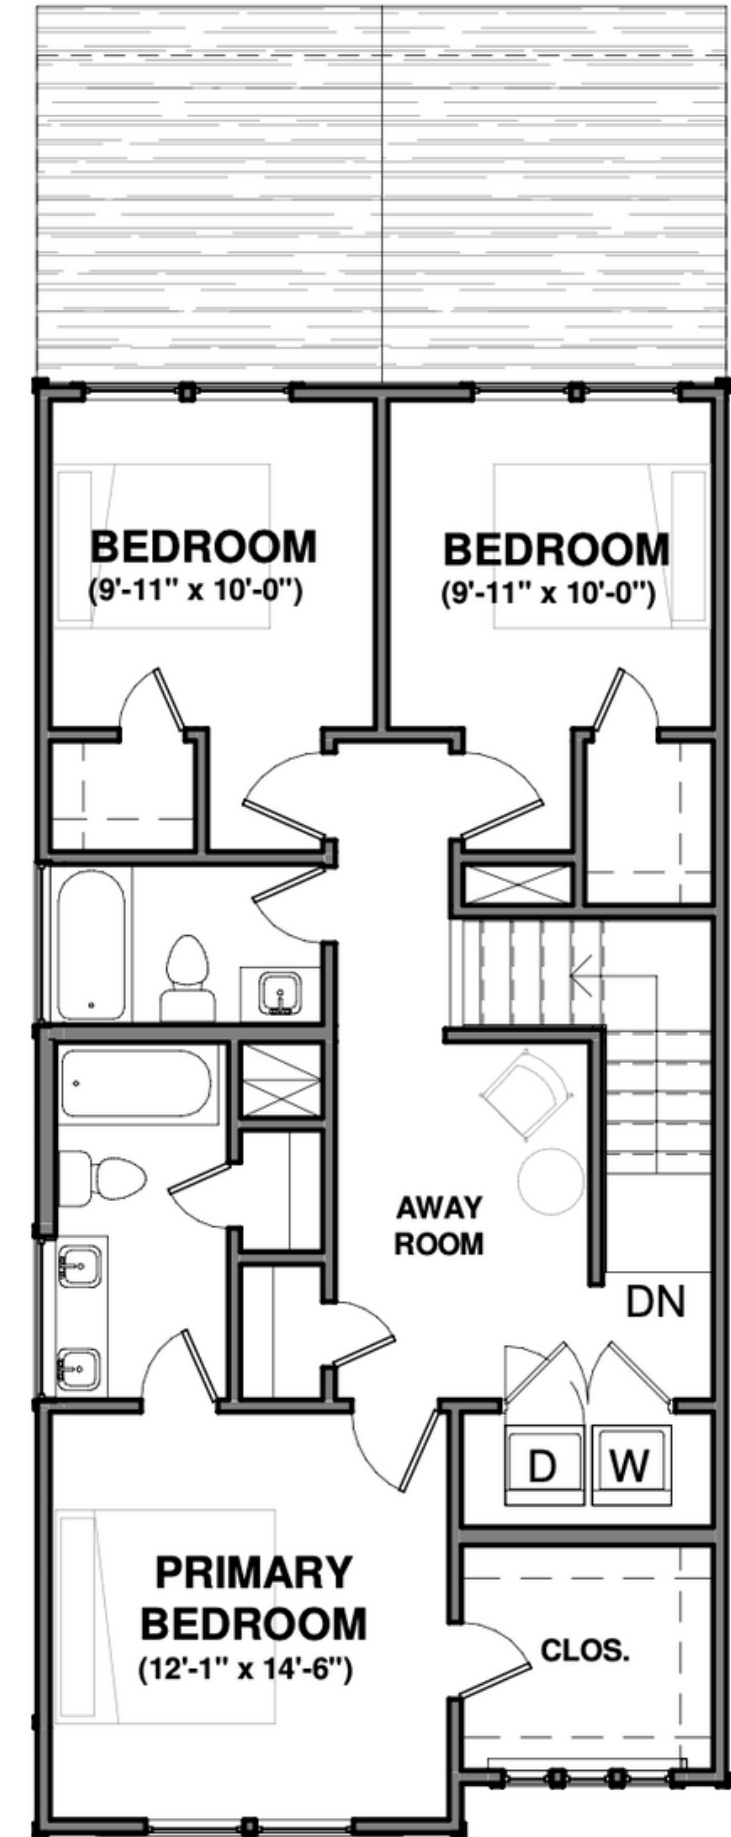 BEDROOM
(9'-11" x 10'-0")
BEDROOM
(9'-11" x 10'-0")
AWAY
ROOM
DN
D
W
PRIMARY
BEDROOM
(12'-1" x 14'-6")
CLOS.